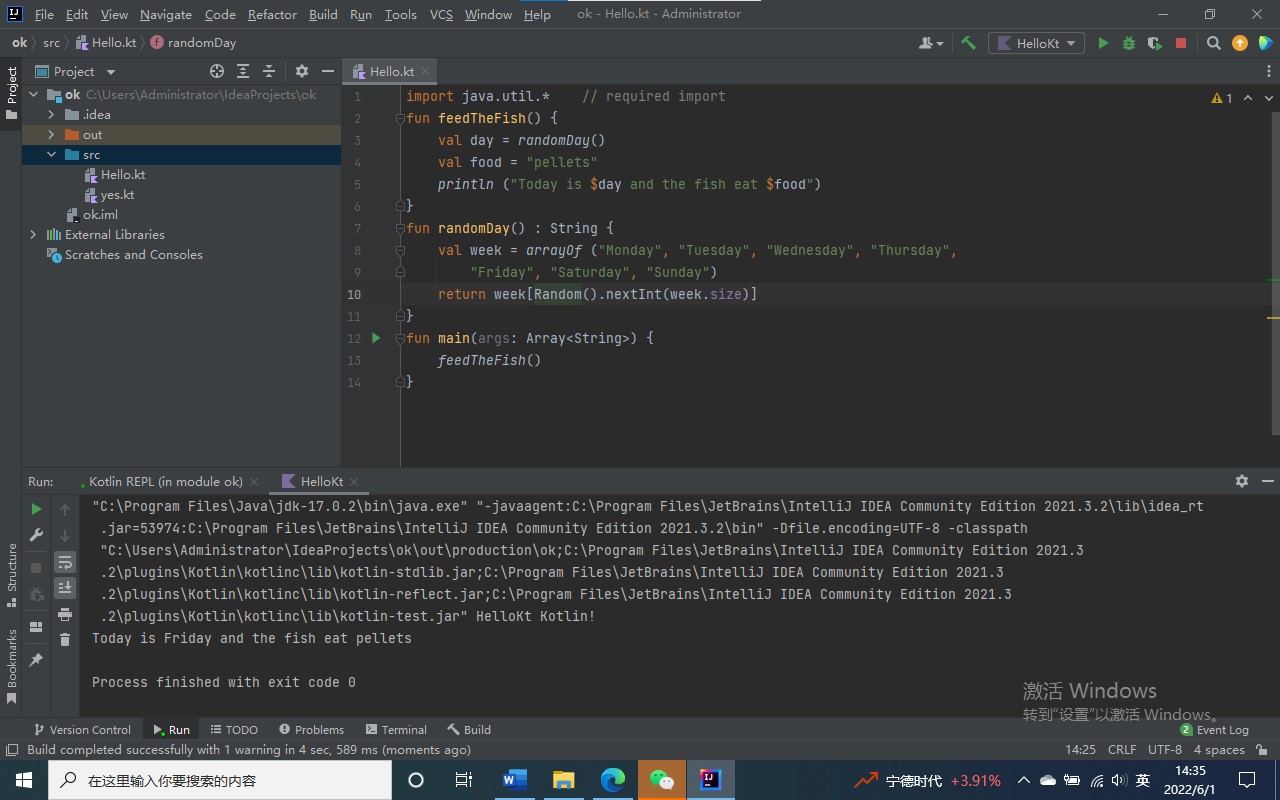 File Edit View Navigate Code Refactor Build Run Tools VCS Window Help ok - Hello.kt - Administrator
ok src Hello.kt randomDay HelloKt
Project Hello.kt
ok C:\Users\Administrator\IdeaProjects\ok
.idea
out
src
Hello.kt
yes.kt
ok.iml
External Libraries
Scratches and Consoles
Project
1 import java.util.* // required import
2 fun feedTheFish() {
3 val day = randomDay()
4 val food = "pellets"
5 println ("Today is $day and the fish eat $food")
6 }
7 fun randomDay() : String {
8 val week = arrayOf ("Monday", "Tuesday", "Wednesday", "Thursday",
9 "Friday", "Saturday", "Sunday")
10 return week[Random().nextInt(week.size)]
11 }
12 fun main(args: Array<String>) {
13 feedTheFish()
14 }
1
Run: Kotlin REPL (in module ok) HelloKt
"C:\Program Files\Java\jdk-17.0.2\bin\java.exe" "-javaagent:C:\Program Files\JetBrains\IntelliJ IDEA Community Edition 2021.3.2\lib\idea_rt
.jar=53974:C:\Program Files\JetBrains\IntelliJ IDEA Community Edition 2021.3.2\bin" -Dfile.encoding=UTF-8 -classpath
"C:\Users\Administrator\IdeaProjects\ok\out\production\ok;C:\Program Files\JetBrains\IntelliJ IDEA Community Edition 2021.3
.2\plugins\Kotlin\kotlinc\lib\kotlin-stdlib.jar;C:\Program Files\JetBrains\IntelliJ IDEA Community Edition 2021.3
.2\plugins\Kotlin\kotlinc\lib\kotlin-reflect.jar;C:\Program Files\JetBrains\IntelliJ IDEA Community Edition 2021.3
.2\plugins\Kotlin\kotlinc\lib\kotlin-test.jar" HelloKt Kotlin!
Today is Friday and the fish eat pellets
Process finished with exit code 0
Structure
Bookmarks
激活 Windows
转到"设置"以激活 Windows。
Version Control Run TODO Problems Terminal Build 2 Event Log
Build completed successfully with 1 warning in 4 sec, 589 ms (moments ago) 14:25 CRLF UTF-8 4 spaces
在这里输入你要搜索的内容 宁德时代 +3.91% 英 14:35
2022/6/1